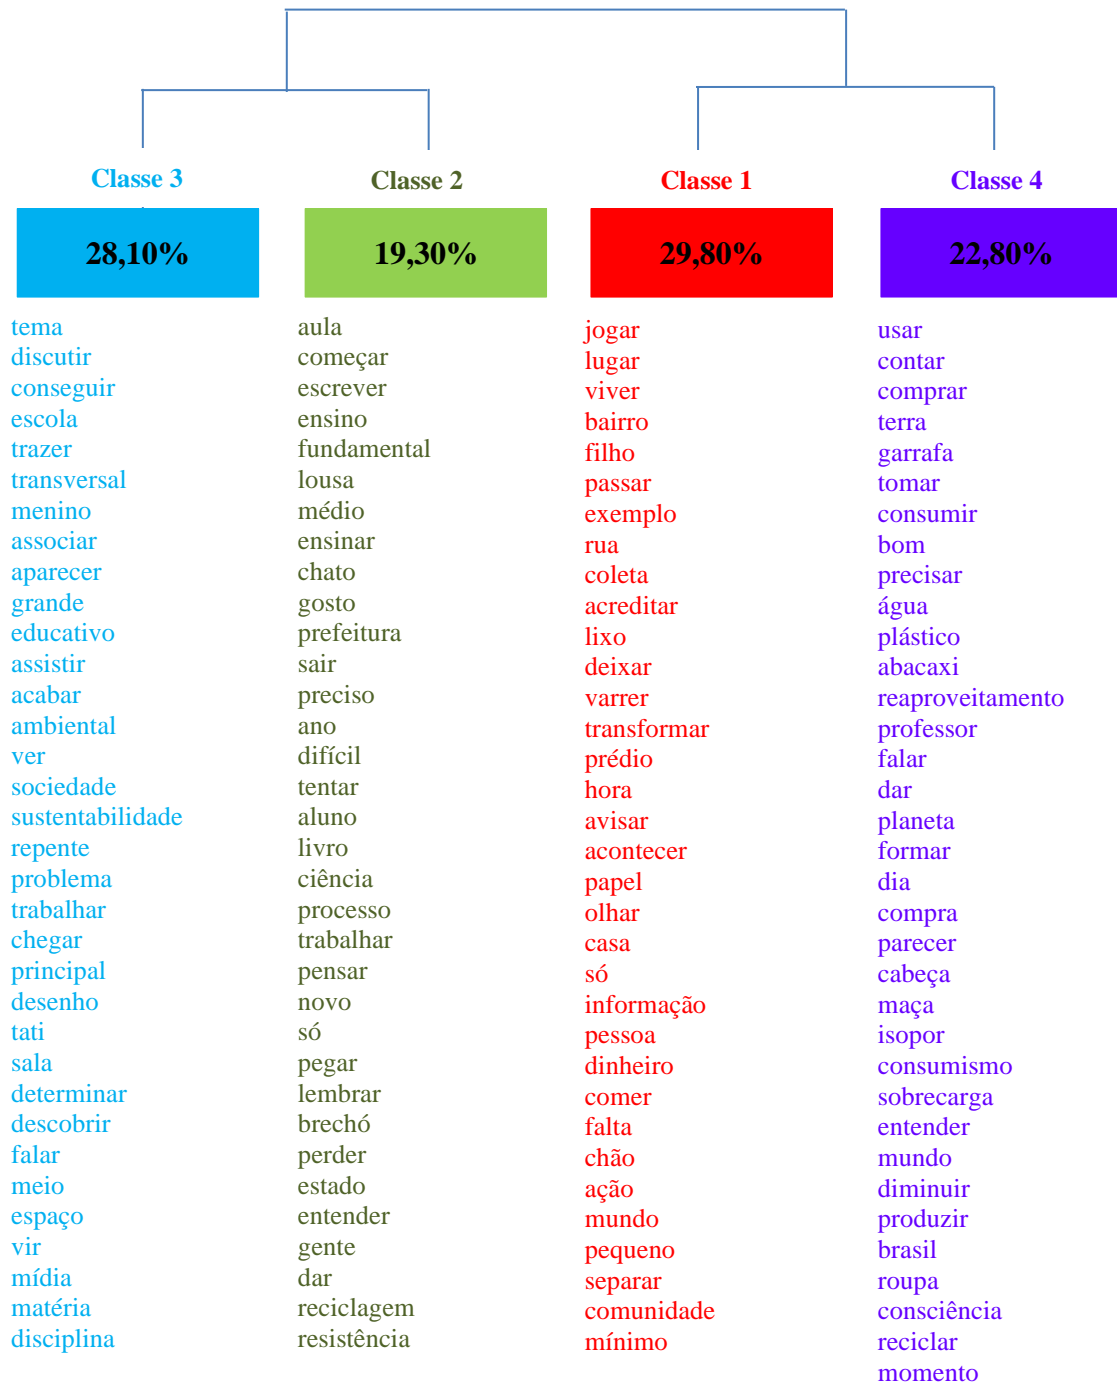 Classe 3
28,10%
tema
discutir
conseguir
escola
trazer
transversal
menino
associar
aparecer
grande
educativo
assistir
acabar
ambiental
ver
sociedade
sustentabilidade
repente
problema
trabalhar
chegar
principal
desenho
tati
sala
determinar
descobrir
falar
meio
espaço
vir
mídia
matéria
disciplina
Classe 2
19,30%
aula
começar
escrever
ensino
fundamental
lousa
médio
ensinar
chato
gosto
prefeitura
sair
preciso
ano
difícil
tentar
aluno
livro
ciência
processo
trabalhar
pensar
novo
só
pegar
lembrar
brechó
perder
estado
entender
gente
dar
reciclagem
resistência
Classe 1
29,80%
jogar
lugar
viver
bairro
filho
passar
exemplo
rua
coleta
acreditar
lixo
deixar
varrer
transformar
prédio
hora
avisar
acontecer
papel
olhar
casa
só
informação
pessoa
dinheiro
comer
falta
chão
ação
mundo
pequeno
separar
comunidade
mínimo
Classe 4
22,80%
usar
contar
comprar
terra
garrafa
tomar
consumir
bom
precisar
água
plástico
abacaxi
reaproveitamento
professor
falar
dar
planeta
formar
dia
compra
parecer
cabeça
maça
isopor
consumismo
sobrecarga
entender
mundo
diminuir
produzir
brasil
roupa
consciência
reciclar
momento